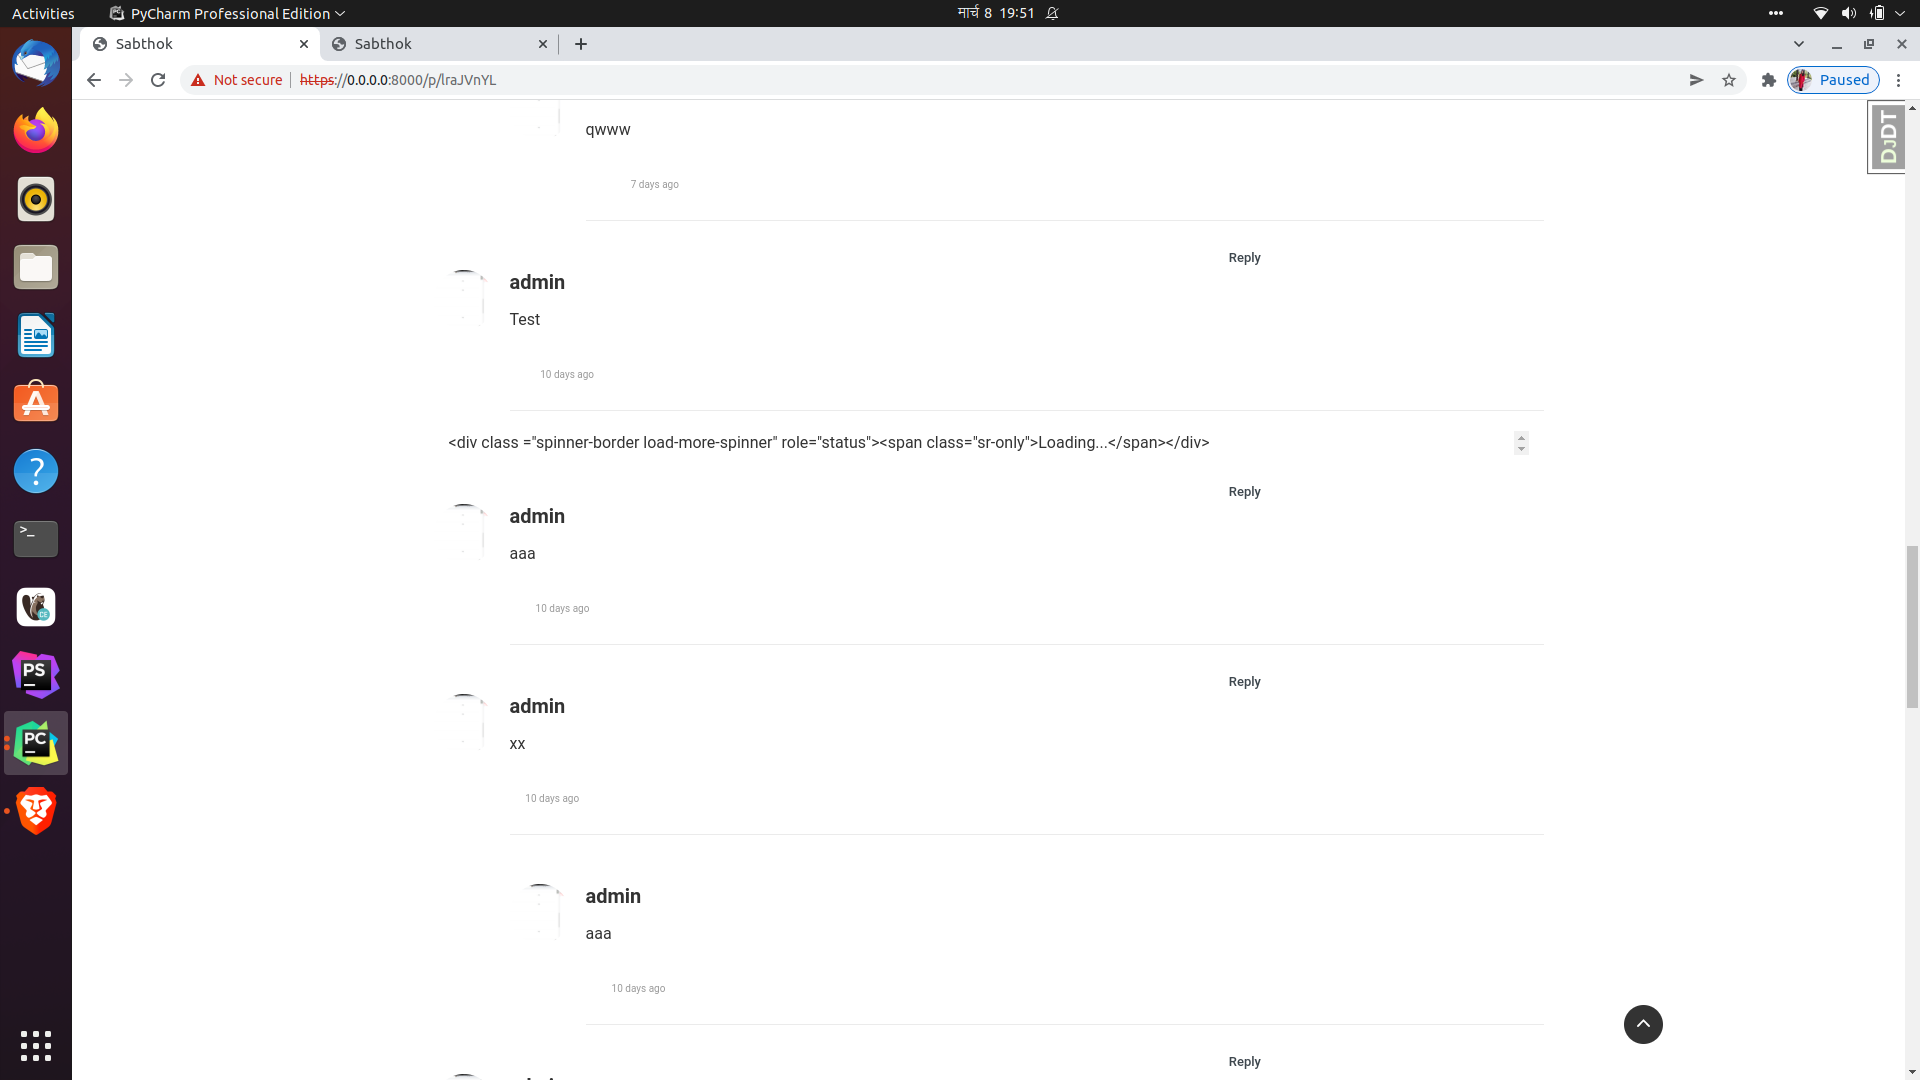 Activities
PyCharm Professional Edition
मार्च 8 19:51
Sabthok
Sabthok
Not secure
https://0.0.0.0:8000/p/lraJVnYL
Paused
DJDT
qwww
7 days ago
Reply
admin
Test
10 days ago
<div class ="spinner-border load-more-spinner" role="status"><span class="sr-only">Loading...</span></div>
Reply
admin
aaa
10 days ago
Reply
admin
xx
10 days ago
admin
aaa
10 days ago
Reply